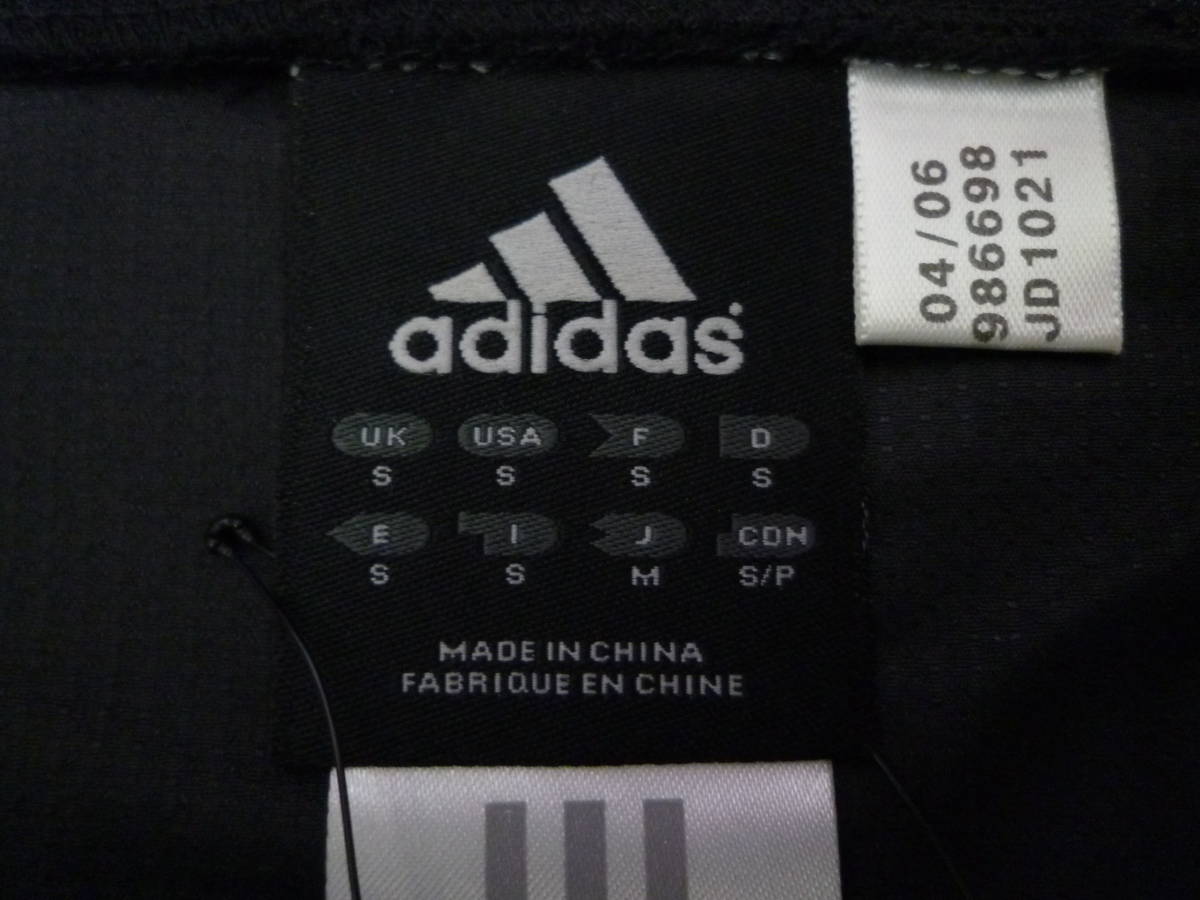 adidas
UK USA F D
S S S S
E I J CDN
S S M S/P
MADE IN CHINA
FABRIQUE EN CHINE
04/06
986698
JD1021